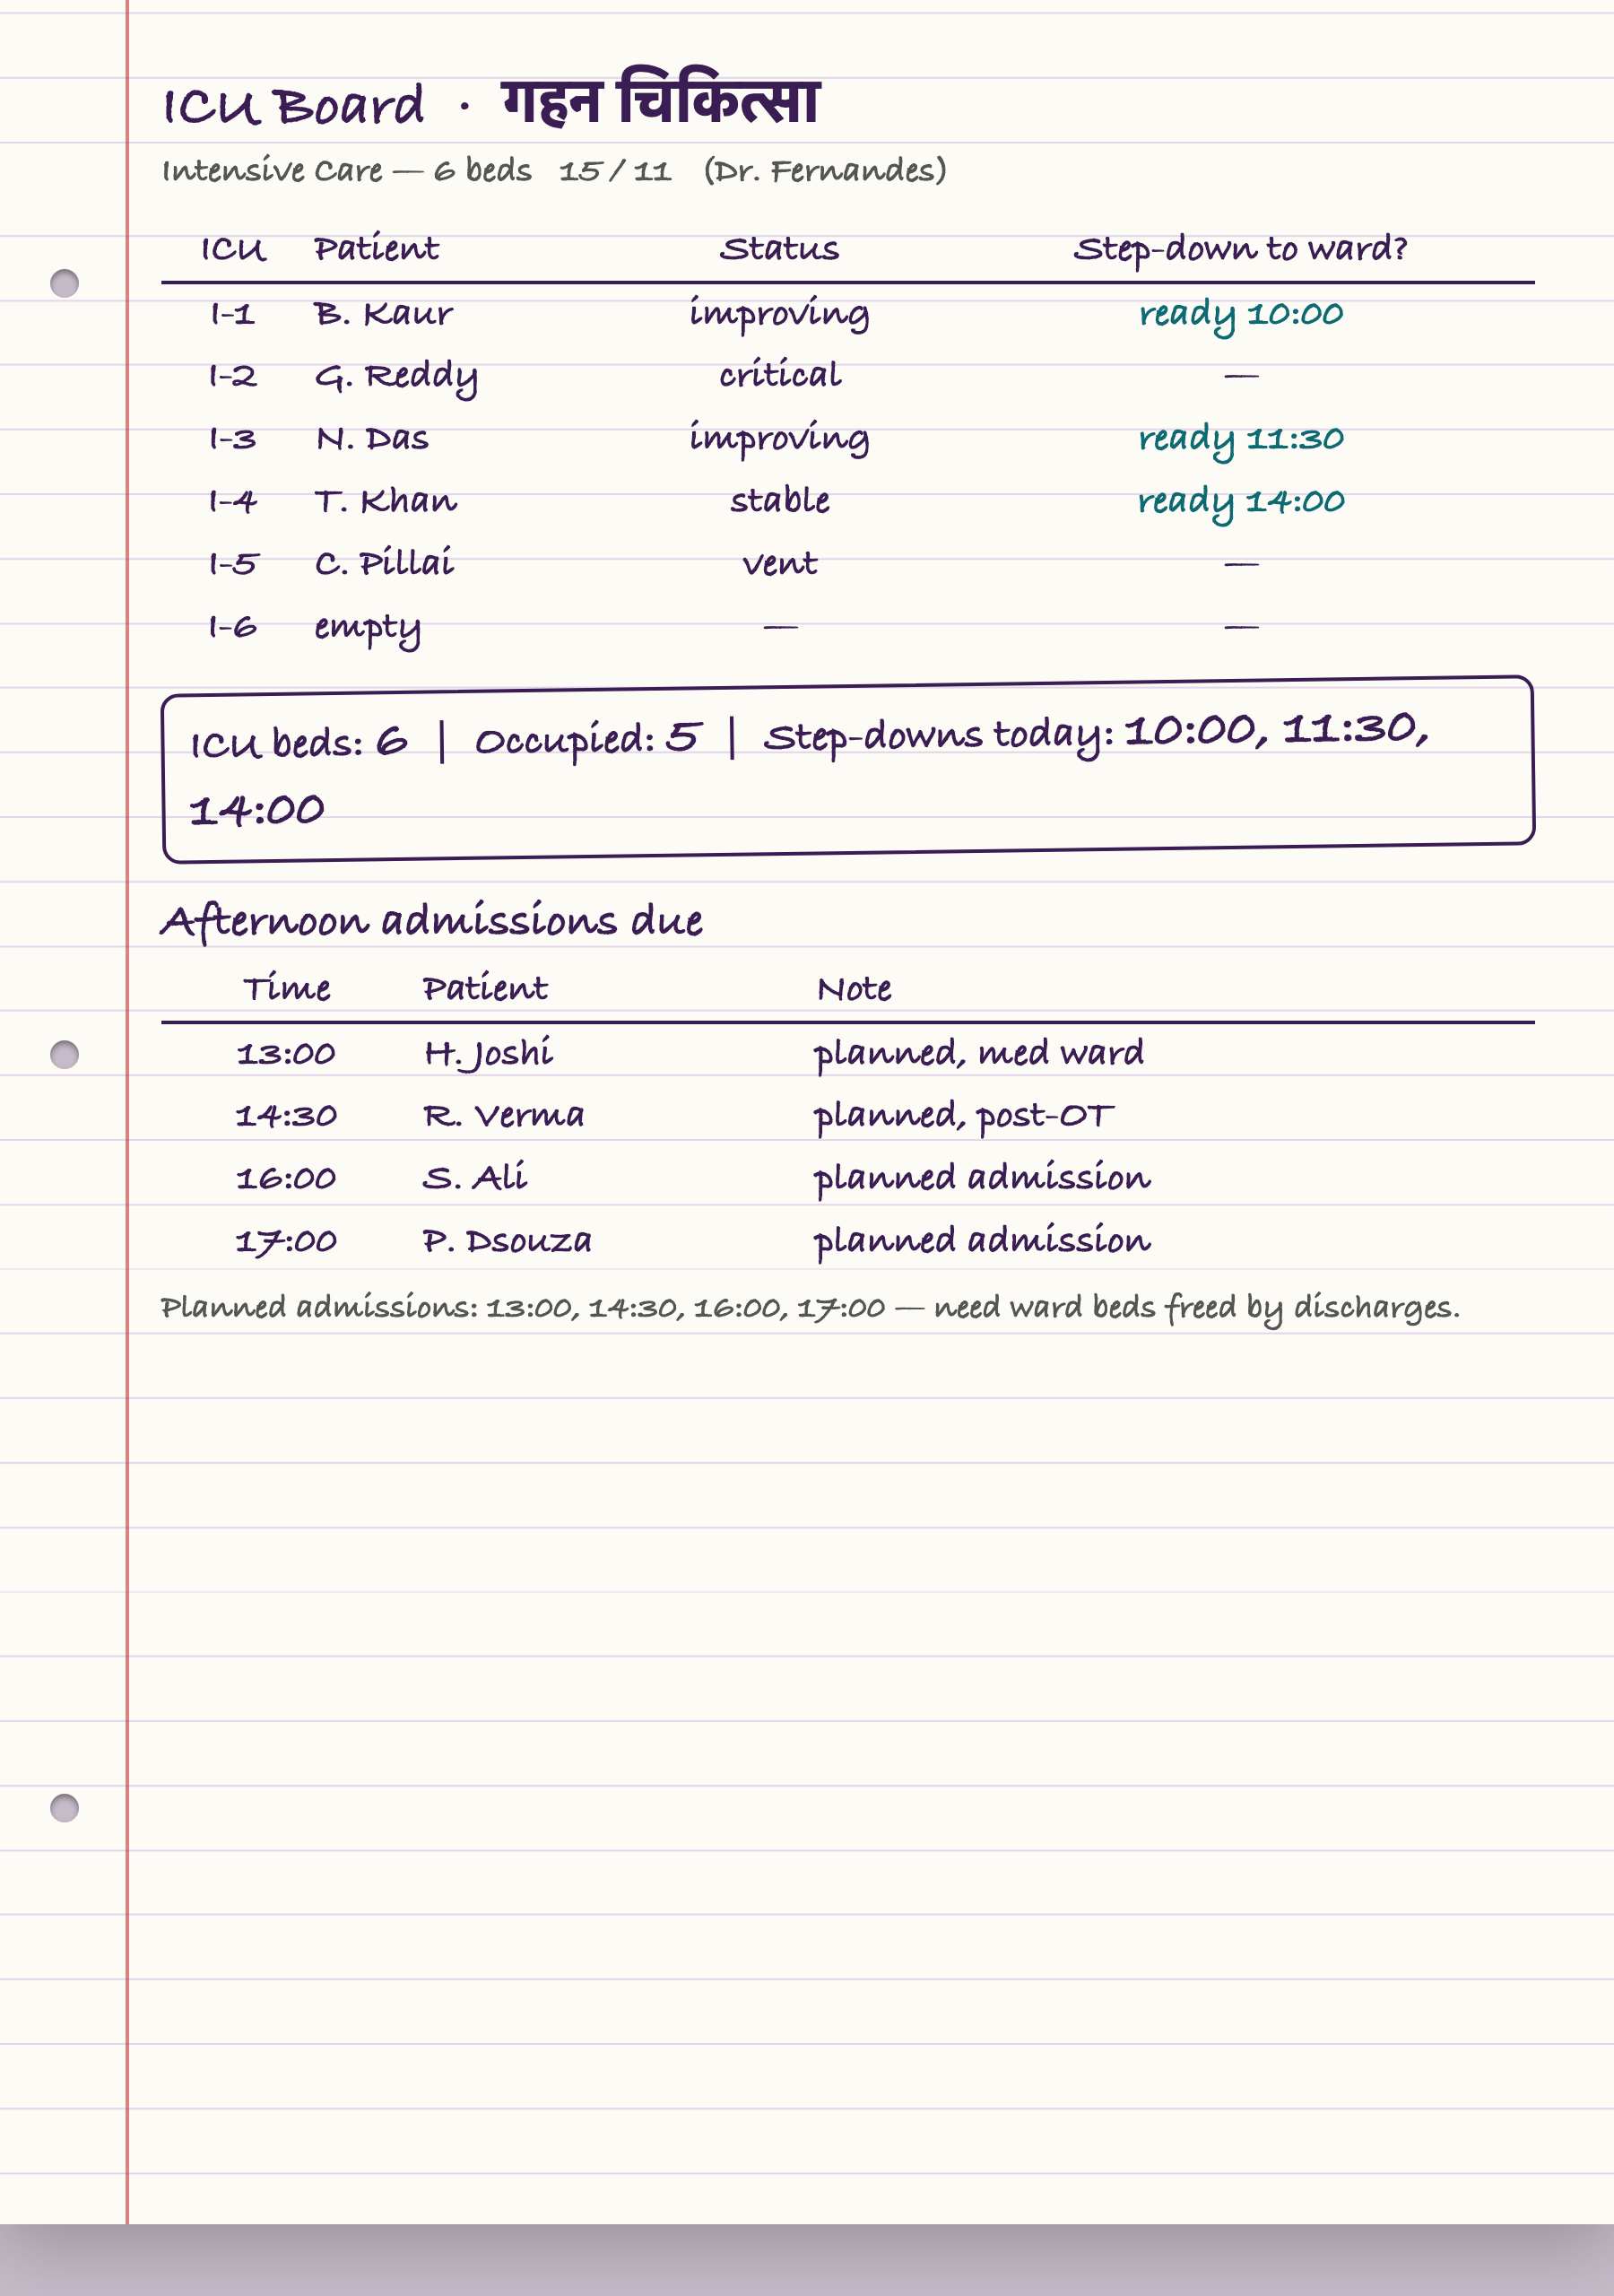 ICU Board · गहन चिकित्सा
Intensive Care — 6 beds 15 / 11 (Dr. Fernandes)
ICU Patient Status Step-down to ward?
I-1 B. Kaur improving ready 10:00
I-2 G. Reddy critical —
I-3 N. Das improving ready 11:30
I-4 T. Khan stable ready 14:00
I-5 C. Pillai vent —
I-6 empty — —
ICU beds: 6 | Occupied: 5 | Step-downs today: 10:00, 11:30,
14:00
Afternoon admissions due
Time Patient Note
13:00 H. Joshi planned, med ward
14:30 R. Verma planned, post-OT
16:00 S. Ali planned admission
17:00 P. Dsouza planned admission
Planned admissions: 13:00, 14:30, 16:00, 17:00 — need ward beds freed by discharges.